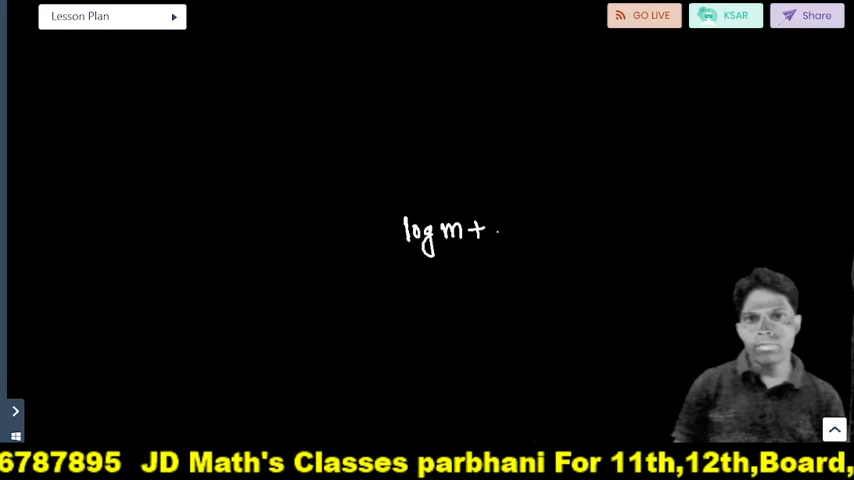 Lesson Plan
GO LIVE
KSAR
Share
log m +
6787895 JD Math's Classes parbhani For 11th,12th,Board,